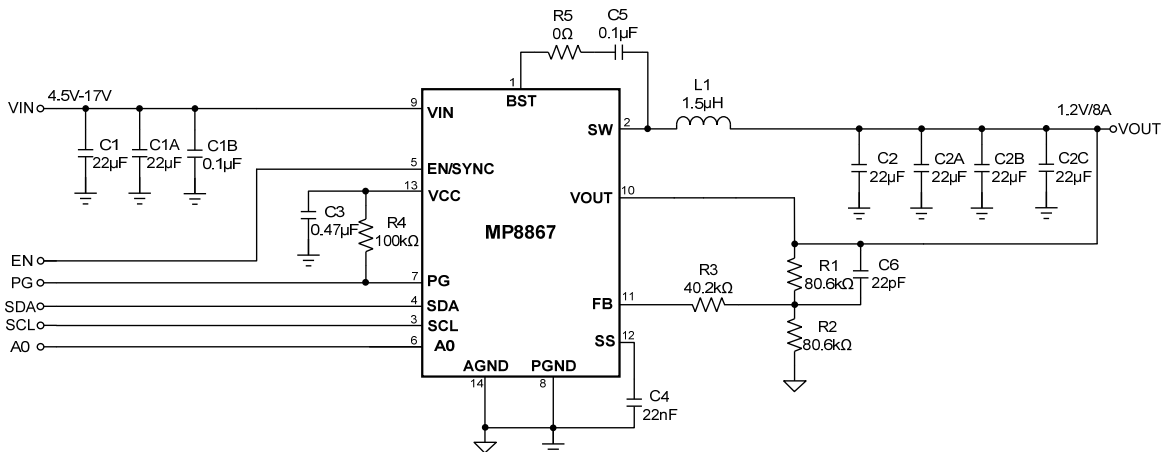 R5
0Ω
C5
0.1µF
1
BST
VIN
4.5V-17V
9
VIN
L1
1.5µH
1.2V/8A
SW
2
VOUT
C1
22µF
C1A
22µF
C1B
0.1µF
C2
22µF
C2A
22µF
C2B
22µF
C2C
22µF
5
EN/SYNC
13
VCC
VOUT
10
C3
0.47µF
R4
100kΩ
MP8867
EN
PG
7
PG
R3
40.2kΩ
R1
80.6kΩ
C6
22pF
SDA
4
SDA
FB
11
SCL
3
SCL
R2
80.6kΩ
A0
6
A0
SS
12
AGND
PGND
14
8
C4
22nF